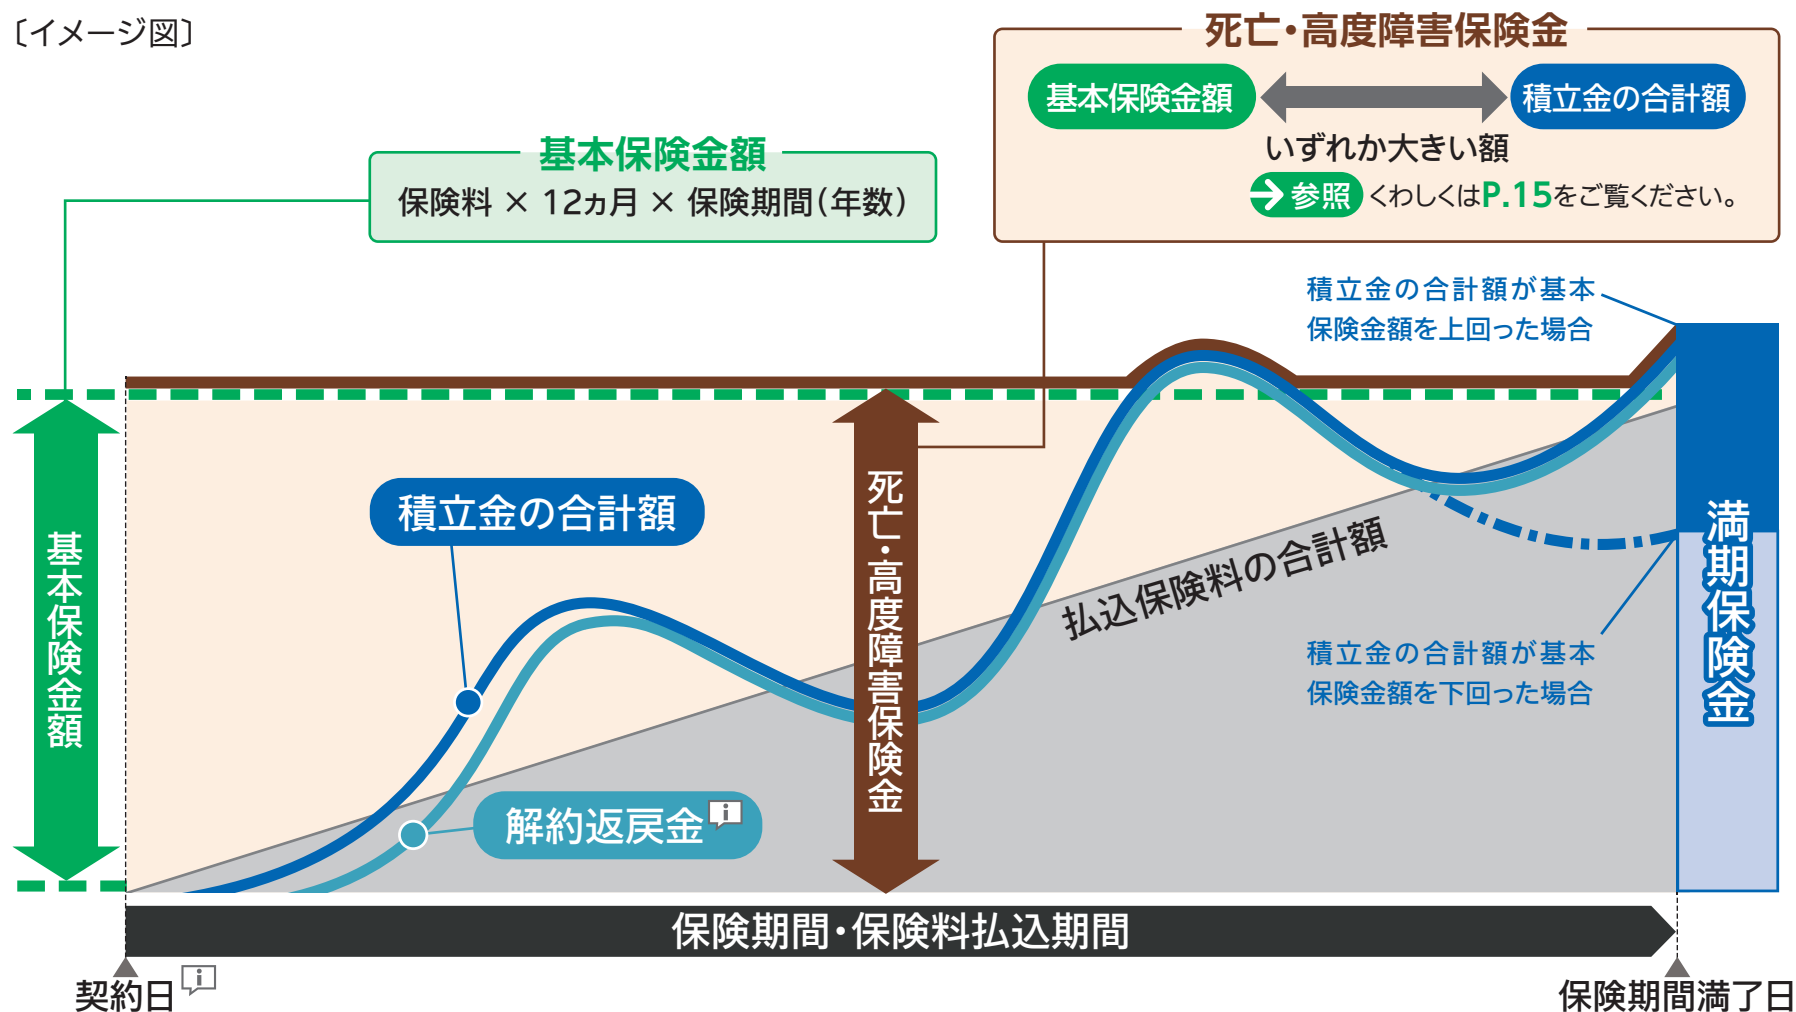 〔イメージ図〕
死亡・高度障害保険金
基本保険金額
積立金の合計額
いずれか大きい額
参照 くわしくはP.15をご覧ください。
基本保険金額
保険料 × 12ヵ月 × 保険期間(年数)
積立金の合計額が基本
保険金額を上回った場合
基本保険金額
積立金の合計額
死亡・高度障害保険金
払込保険料の合計額
満期保険金
積立金の合計額が基本
保険金額を下回った場合
解約返戻金 i
保険期間・保険料払込期間
契約日 i
保険期間満了日